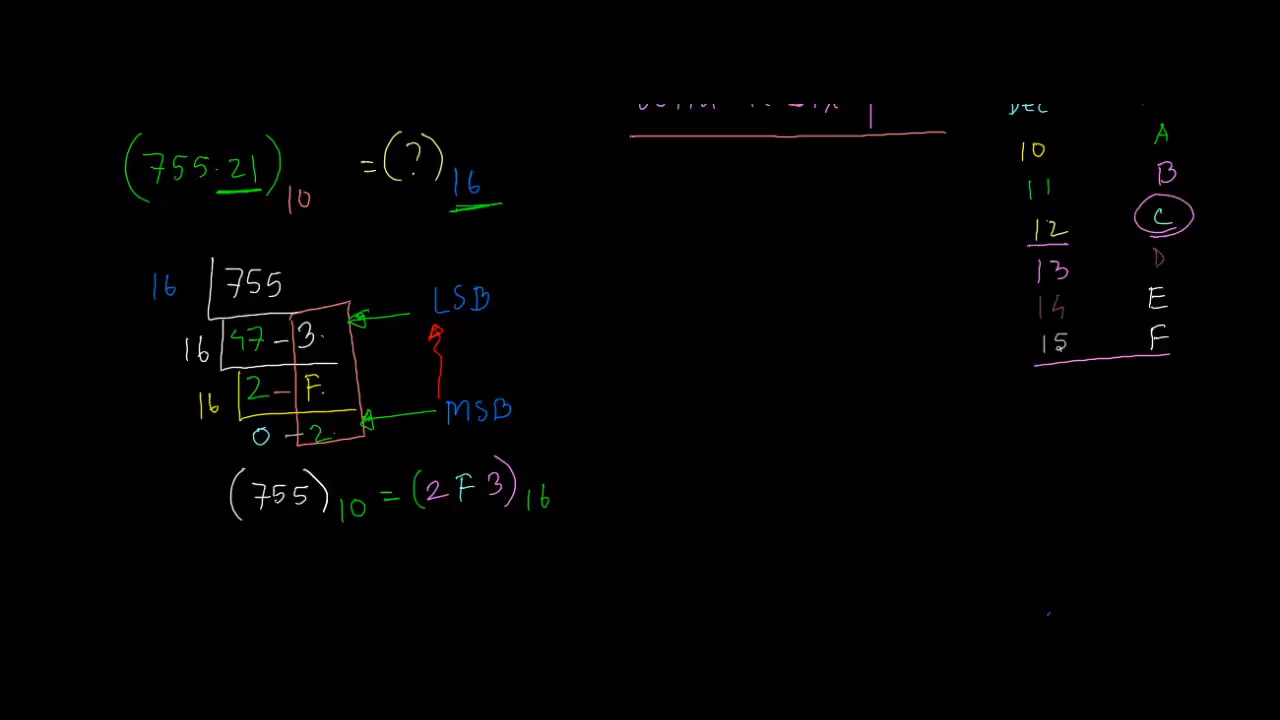 DEC
(755.21)10 = (?)16
10 A
11 B
12 C
13 D
14 E
15 F
16 755
16 47 - 3. LSB
16 2 - F.
0 - 2. MSB
(755)10 = (2F3)16